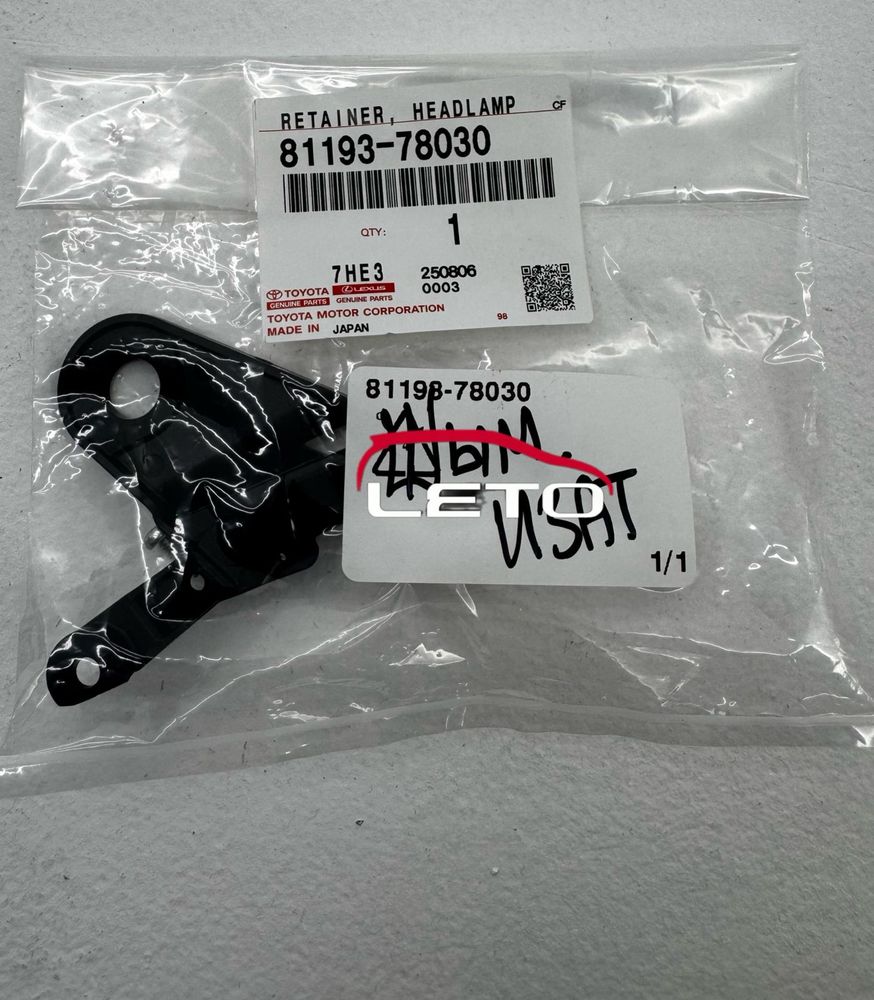 RETAINER, HEADLAMP CF
81193-78030
QTY: 1
7HE3 250806
TOYOTA LEXUS 0003
GENUINE PARTS GENUINE PARTS
TOYOTA MOTOR CORPORATION 98
MADE IN JAPAN
81193-78030
LETO
1/1